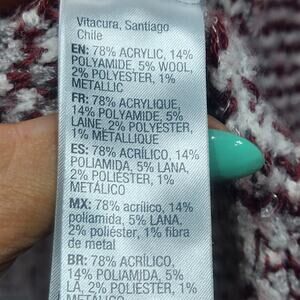 Vitacura, Santiago
Chile
EN: 78% ACRYLIC, 14%
POLYAMIDE, 5% WOOL,
2% POLYESTER, 1%
METALLIC
FR: 78% ACRYLIQUE,
14% POLYAMIDE, 5%
LAINE, 2% POLYESTER,
1% MÉTALLIQUE
ES: 78% ACRÍLICO, 14%
POLIAMIDA, 5% LANA,
2% POLIÉSTER, 1%
METÁLICO
MX: 78% acrílico, 14%
poliamida, 5% LANA,
2% poliéster, 1% fibra
de metal
BR: 78% ACRÍLICO,
14% POLIAMIDA, 5%
LÃ, 2% POLIÉSTER, 1%
METÁLICO